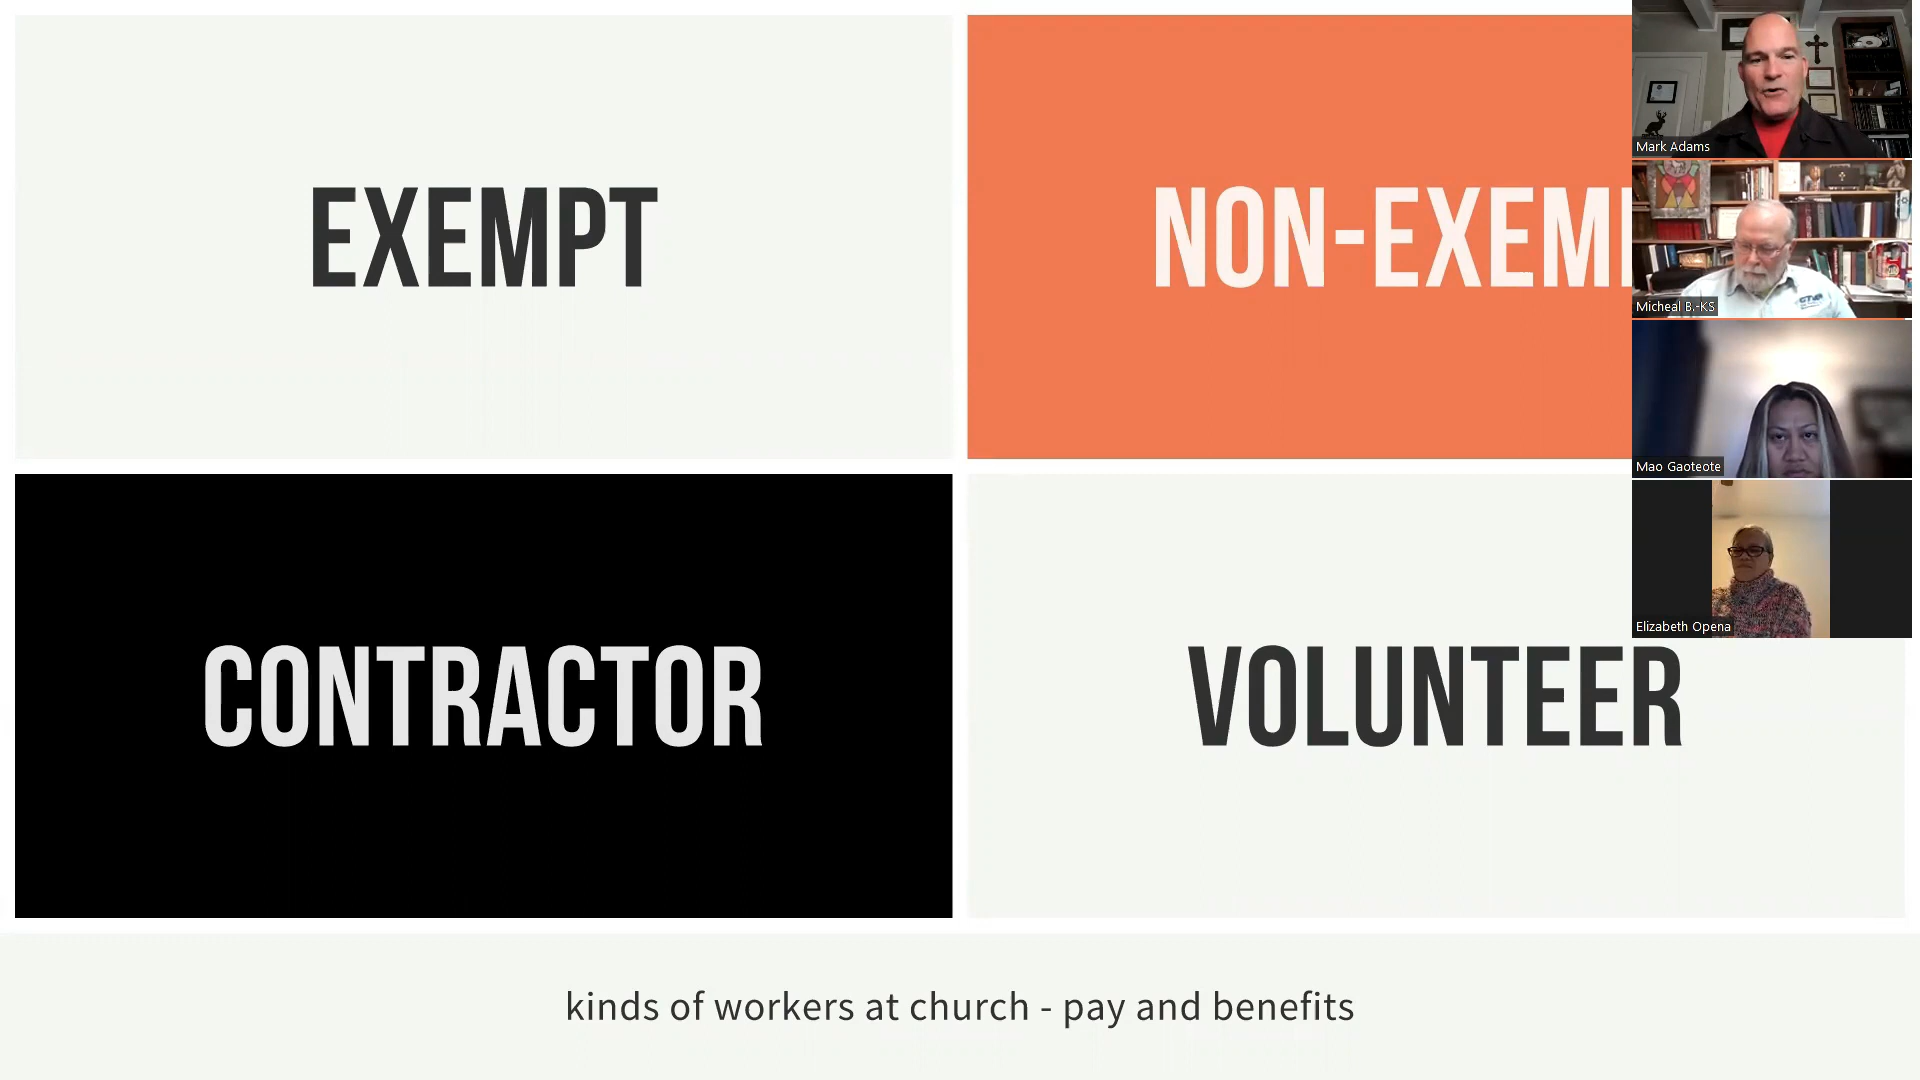 EXEMPT
NON-EXEM
CONTRACTOR
VOLUNTEER
kinds of workers at church - pay and benefits
Mark Adams
Micheal B.-KS
Mao Gaoteote
Elizabeth Opena